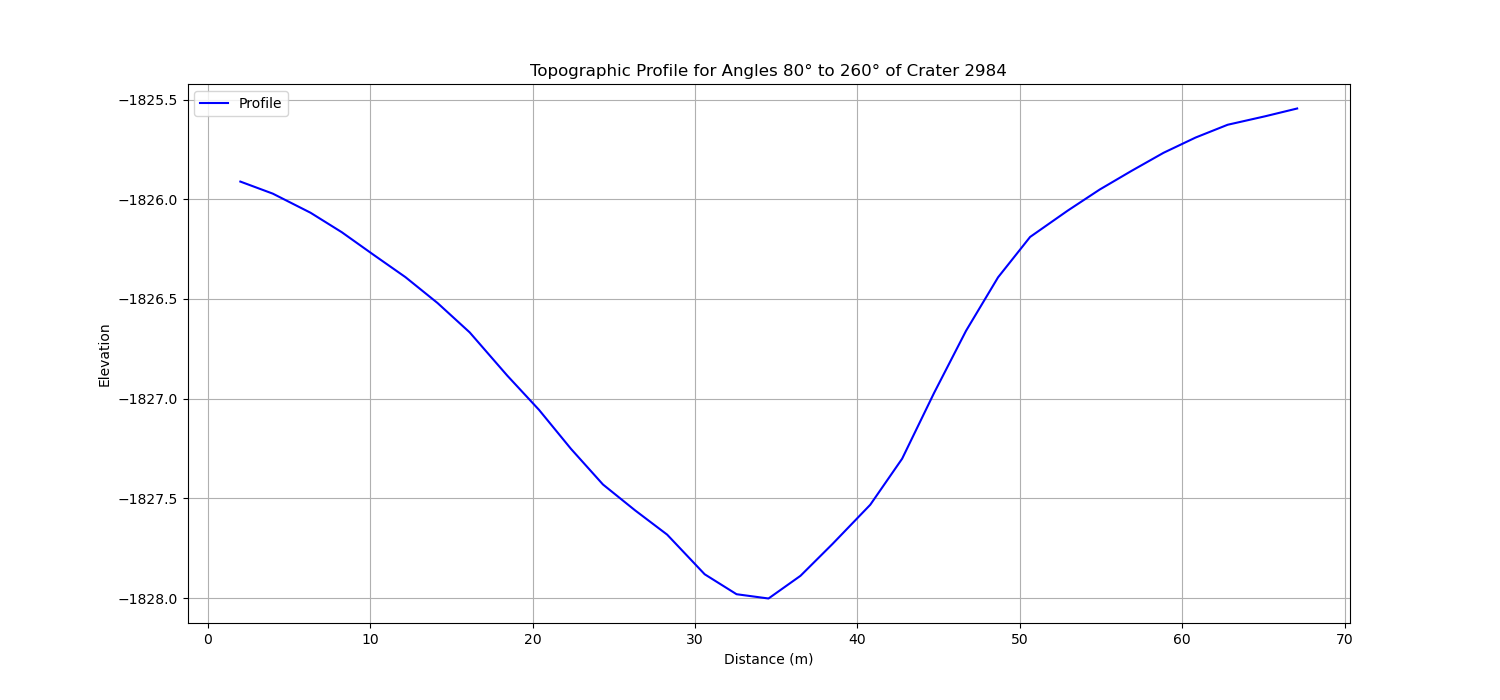 Topographic Profile for Angles 80° to 260° of Crater 2984
Profile
Elevation
−1825.5
−1826.0
−1826.5
−1827.0
−1827.5
−1828.0
0 10 20 30 40 50 60 70
Distance (m)